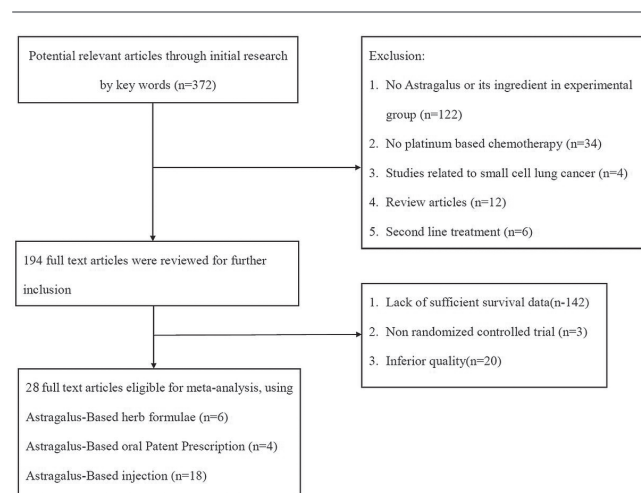 Potential relevant articles through initial research
by key words (n=372)
Exclusion:
1. No Astragalus or its ingredient in experimental
group (n=122)
2. No platinum based chemotherapy (n=34)
3. Studies related to small cell lung cancer (n=4)
4. Review articles (n=12)
5. Second line treatment (n=6)
194 full text articles were reviewed for further
inclusion
1. Lack of sufficient survival data(n-142)
2. Non randomized controlled trial (n=3)
3. Inferior quality(n=20)
28 full text articles eligible for meta-analysis, using
Astragalus-Based herb formulae (n=6)
Astragalus-Based oral Patent Prescription (n=4)
Astragalus-Based injection (n=18)